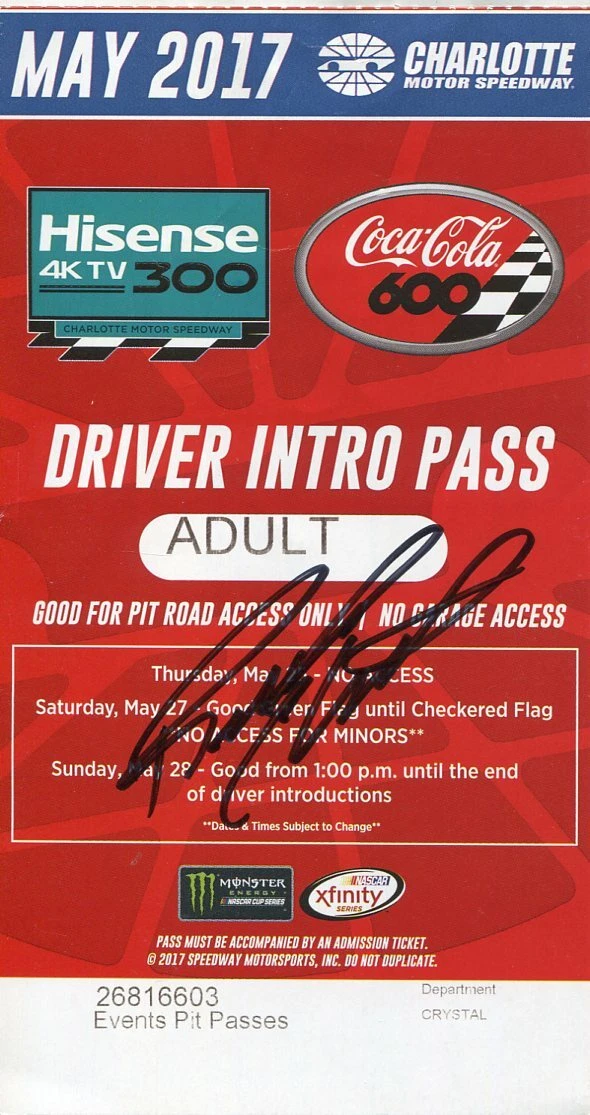 MAY 2017
CHARLOTTE
MOTOR SPEEDWAY
Hisense
4K TV 300
CHARLOTTE MOTOR SPEEDWAY
Coca-Cola
600
DRIVER INTRO PASS
ADULT
GOOD FOR PIT ROAD ACCESS ONLY | NO GARAGE ACCESS
Thursday, May - NO ACCESS
Saturday, May 27 - Good Green Flag until Checkered Flag
**NO ACCESS FOR MINORS**
Sunday, May 28 - Good from 1:00 p.m. until the end
of driver introductions
**Dates & Times Subject to Change**
MONSTER
ENERGY
NASCAR CUP SERIES
NASCAR
xfinity
SERIES
PASS MUST BE ACCOMPANIED BY AN ADMISSION TICKET.
© 2017 SPEEDWAY MOTORSPORTS, INC. DO NOT DUPLICATE.
26816603
Events Pit Passes
Department
CRYSTAL